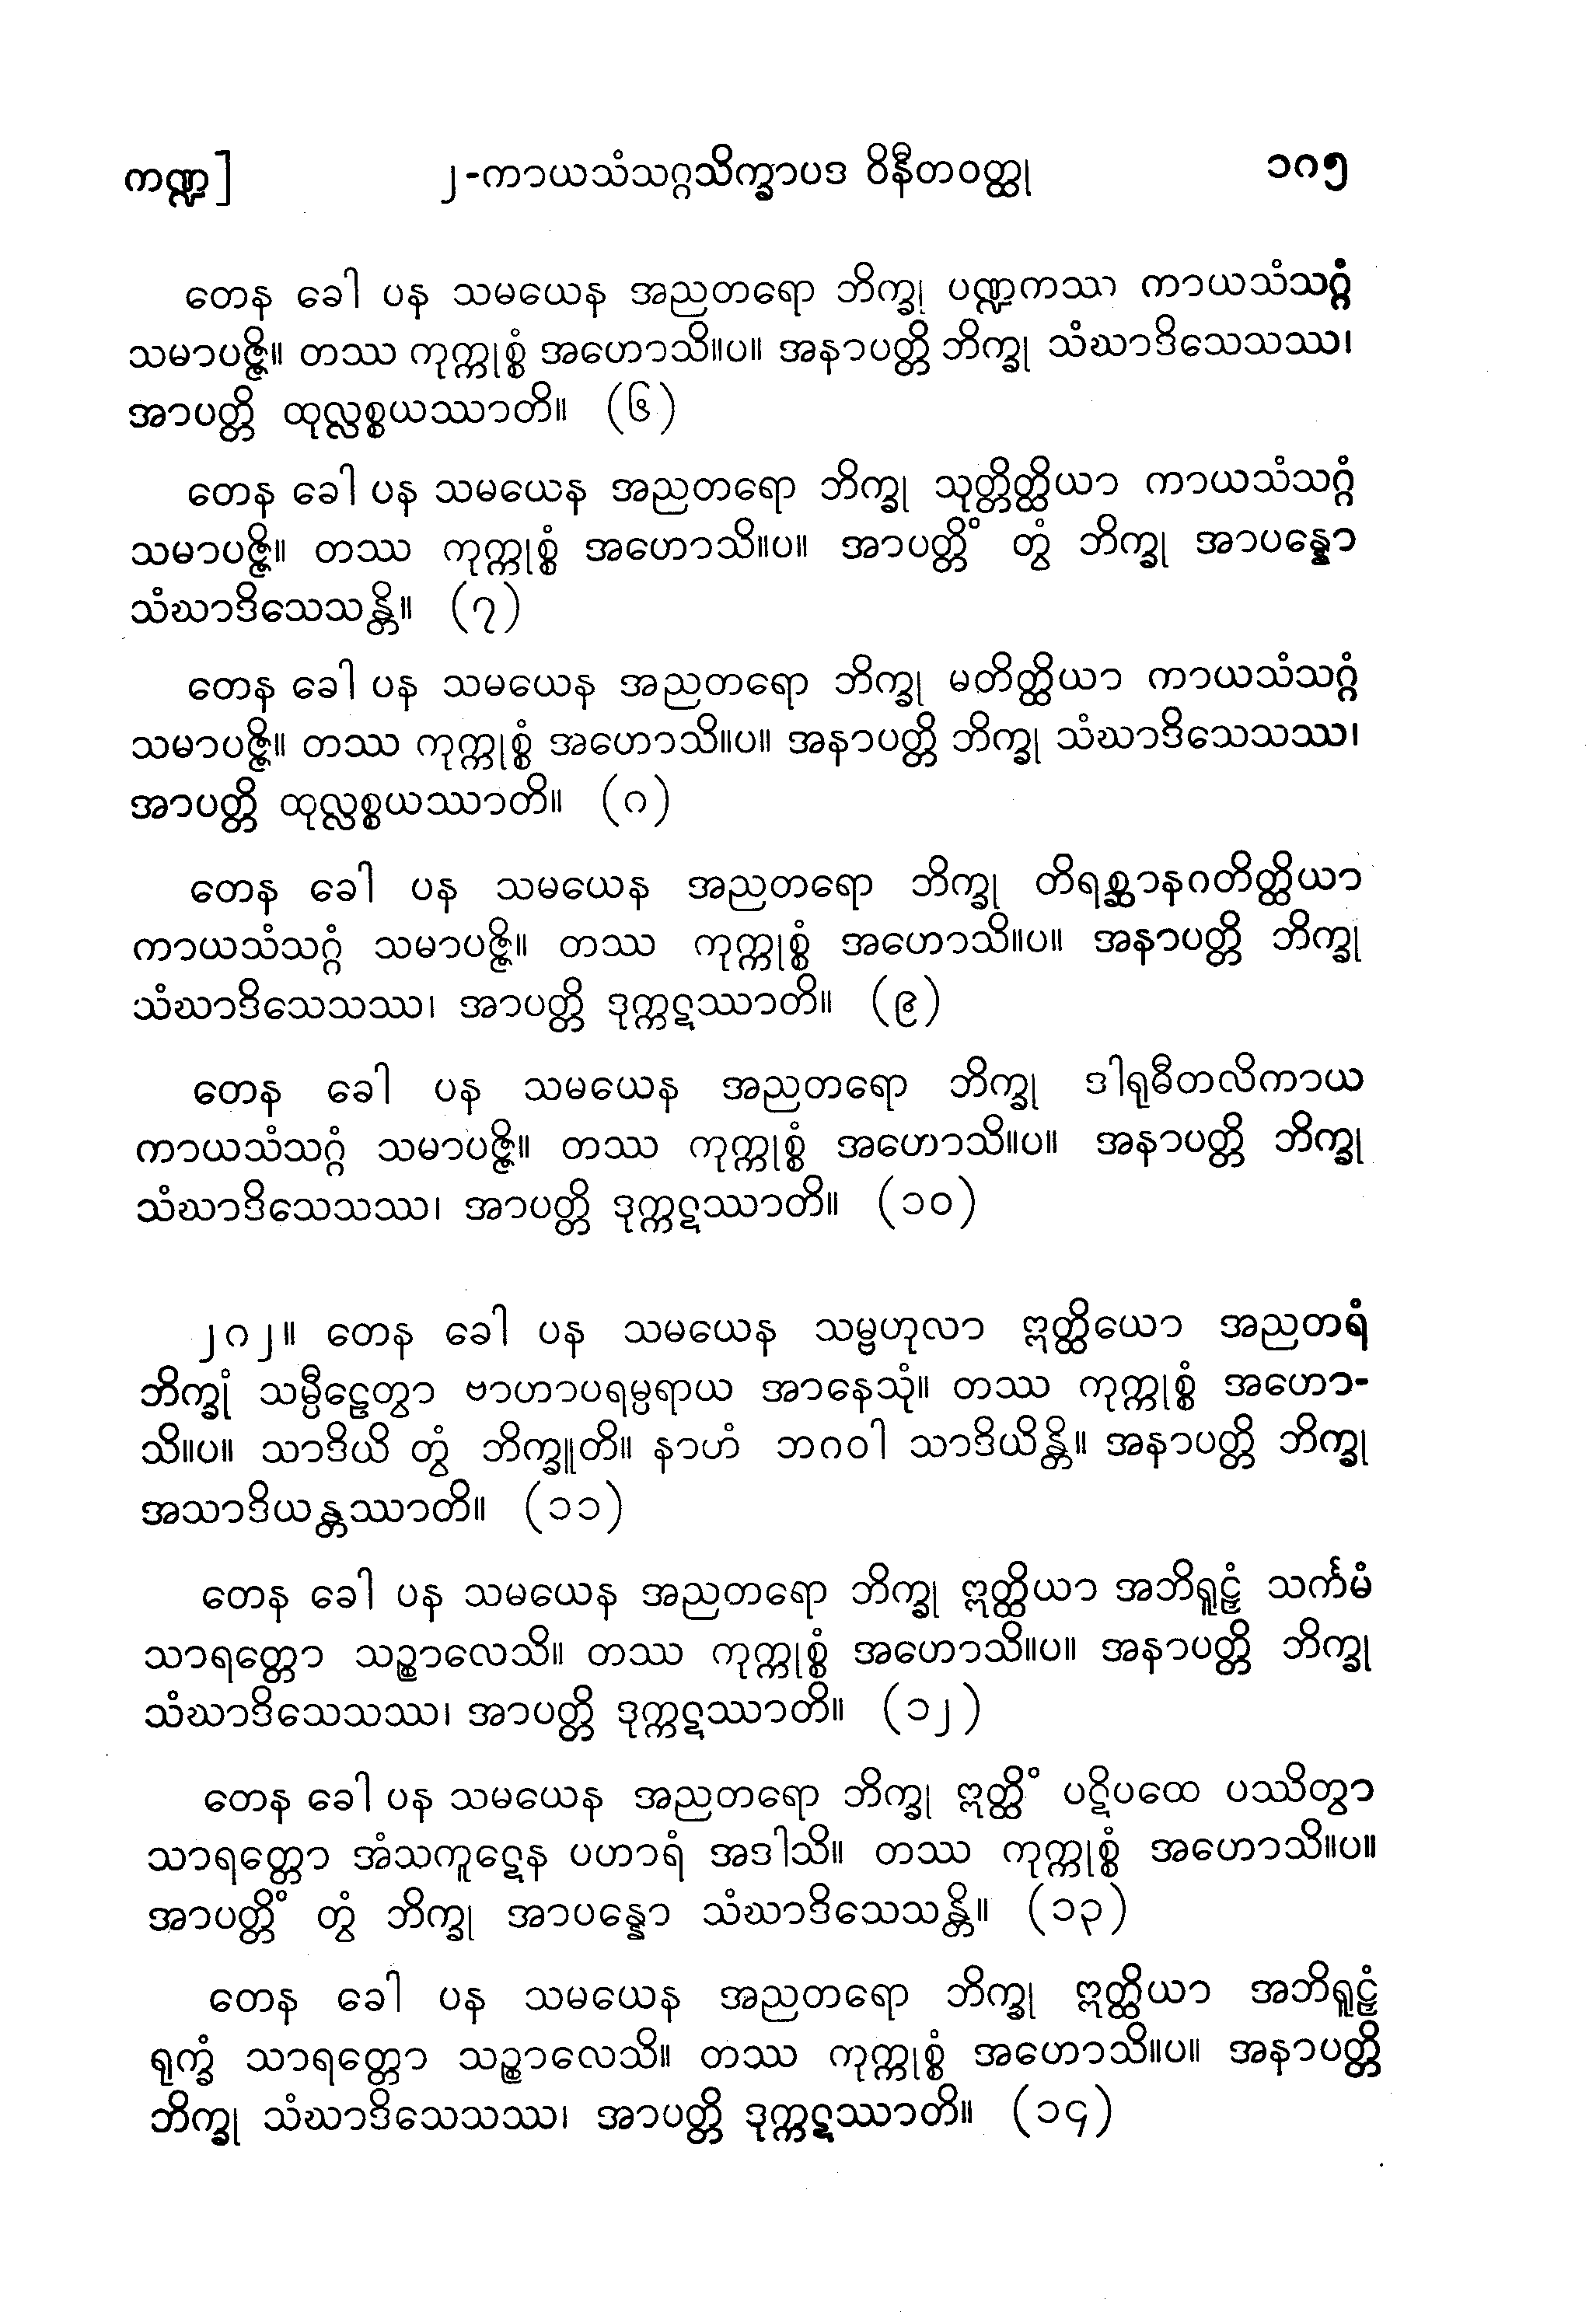 ကဏ္ဍ] ၂-ကာယသံသဂ္ဂသိက္ခာပဒ ဝိနီတဝတ္ထု ၁၈၅
တေန ခေါ ပန သမယေန အညတရော ဘိက္ခု ပဏ္ဍကဿ ကာယသံသဂ္ဂံ
သမာပဇ္ဇိ။ တဿ ကုက္ကုစ္စံ အဟောသိ။ပ။ အနာပတ္တိ ဘိက္ခု သံဃာဒိသေသဿ၊
အာပတ္တိ ထုလ္လစ္စယဿာတိ။ (၆)
တေန ခေါ ပန သမယေန အညတရော ဘိက္ခု သုတ္တိတ္ထိယာ ကာယသံသဂ္ဂံ
သမာပဇ္ဇိ။ တဿ ကုက္ကုစ္စံ အဟောသိ။ပ။ အာပတ္တိံ တွံ ဘိက္ခု အာပန္နော
သံဃာဒိသေသန္တိ။ (၇)
တေန ခေါ ပန သမယေန အညတရော ဘိက္ခု မတိတ္ထိယာ ကာယသံသဂ္ဂံ
သမာပဇ္ဇိ။ တဿ ကုက္ကုစ္စံ အဟောသိ။ပ။ အနာပတ္တိ ဘိက္ခု သံဃာဒိသေသဿ၊
အာပတ္တိ ထုလ္လစ္စယဿာတိ။ (၈)
တေန ခေါ ပန သမယေန အညတရော ဘိက္ခု တိရစ္ဆာနဂတိတ္ထိယာ
ကာယသံသဂ္ဂံ သမာပဇ္ဇိ။ တဿ ကုက္ကုစ္စံ အဟောသိ။ပ။ အနာပတ္တိ ဘိက္ခု
သံဃာဒိသေသဿ၊ အာပတ္တိ ဒုက္ကဋဿာတိ။ (၉)
တေန ခေါ ပန သမယေန အညတရော ဘိက္ခု ဒါရုဓီတလိကာယ
ကာယသံသဂ္ဂံ သမာပဇ္ဇိ။ တဿ ကုက္ကုစ္စံ အဟောသိ။ပ။ အနာပတ္တိ ဘိက္ခု
သံဃာဒိသေသဿ၊ အာပတ္တိ ဒုက္ကဋဿာတိ။ (၁၀)
၂၈၂။ တေန ခေါ ပန သမယေန သမ္ဗဟုလာ ဣတ္ထိယော အညတရံ
ဘိက္ခုံ သမ္ပီဠေတွာ ဗာဟာပရမ္ပရာယ အာနေသုံ။ တဿ ကုက္ကုစ္စံ အဟော-
သိ။ပ။ သာဒိယိ တွံ ဘိက္ခူတိ။ နာဟံ ဘဂဝါ သာဒိယိန္တိ။ အနာပတ္တိ ဘိက္ခု
အသာဒိယန္တဿာတိ။ (၁၁)
တေန ခေါ ပန သမယေန အညတရော ဘိက္ခု ဣတ္ထိယာ အဘိရူဠှံ သင်္ကမံ
သာရတ္တော သဉ္စာလေသိ။ တဿ ကုက္ကုစ္စံ အဟောသိ။ပ။ အနာပတ္တိ ဘိက္ခု
သံဃာဒိသေသဿ၊ အာပတ္တိ ဒုက္ကဋဿာတိ။ (၁၂)
တေန ခေါ ပန သမယေန အညတရော ဘိက္ခု ဣတ္ထိံ ပဋိပထေ ပဿိတွာ
သာရတ္တော အံသကူဋေန ပဟာရံ အဒါသိ။ တဿ ကုက္ကုစ္စံ အဟောသိ။ပ။
အာပတ္တိံ တွံ ဘိက္ခု အာပန္နော သံဃာဒိသေသန္တိ။ (၁၃)
တေန ခေါ ပန သမယေန အညတရော ဘိက္ခု ဣတ္ထိယာ အဘိရူဠှံ
ရုက္ခံ သာရတ္တော သဉ္စာလေသိ။ တဿ ကုက္ကုစ္စံ အဟောသိ။ပ။ အနာပတ္တိ
ဘိက္ခု သံဃာဒိသေသဿ၊ အာပတ္တိ ဒုက္ကဋဿာတိ။ (၁၄)